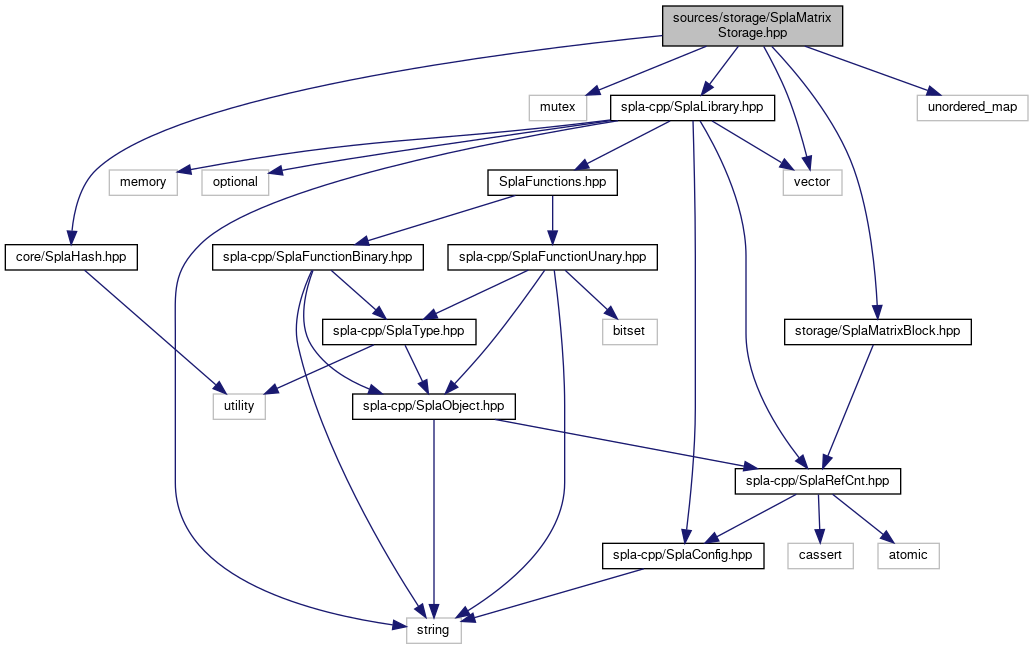 sources/storage/SplaMatrix
Storage.hpp
mutex
spla-cpp/SplaLibrary.hpp
unordered_map
memory
optional
SplaFunctions.hpp
vector
core/SplaHash.hpp
spla-cpp/SplaFunctionBinary.hpp
spla-cpp/SplaFunctionUnary.hpp
spla-cpp/SplaType.hpp
bitset
storage/SplaMatrixBlock.hpp
utility
spla-cpp/SplaObject.hpp
spla-cpp/SplaRefCnt.hpp
spla-cpp/SplaConfig.hpp
cassert
atomic
string